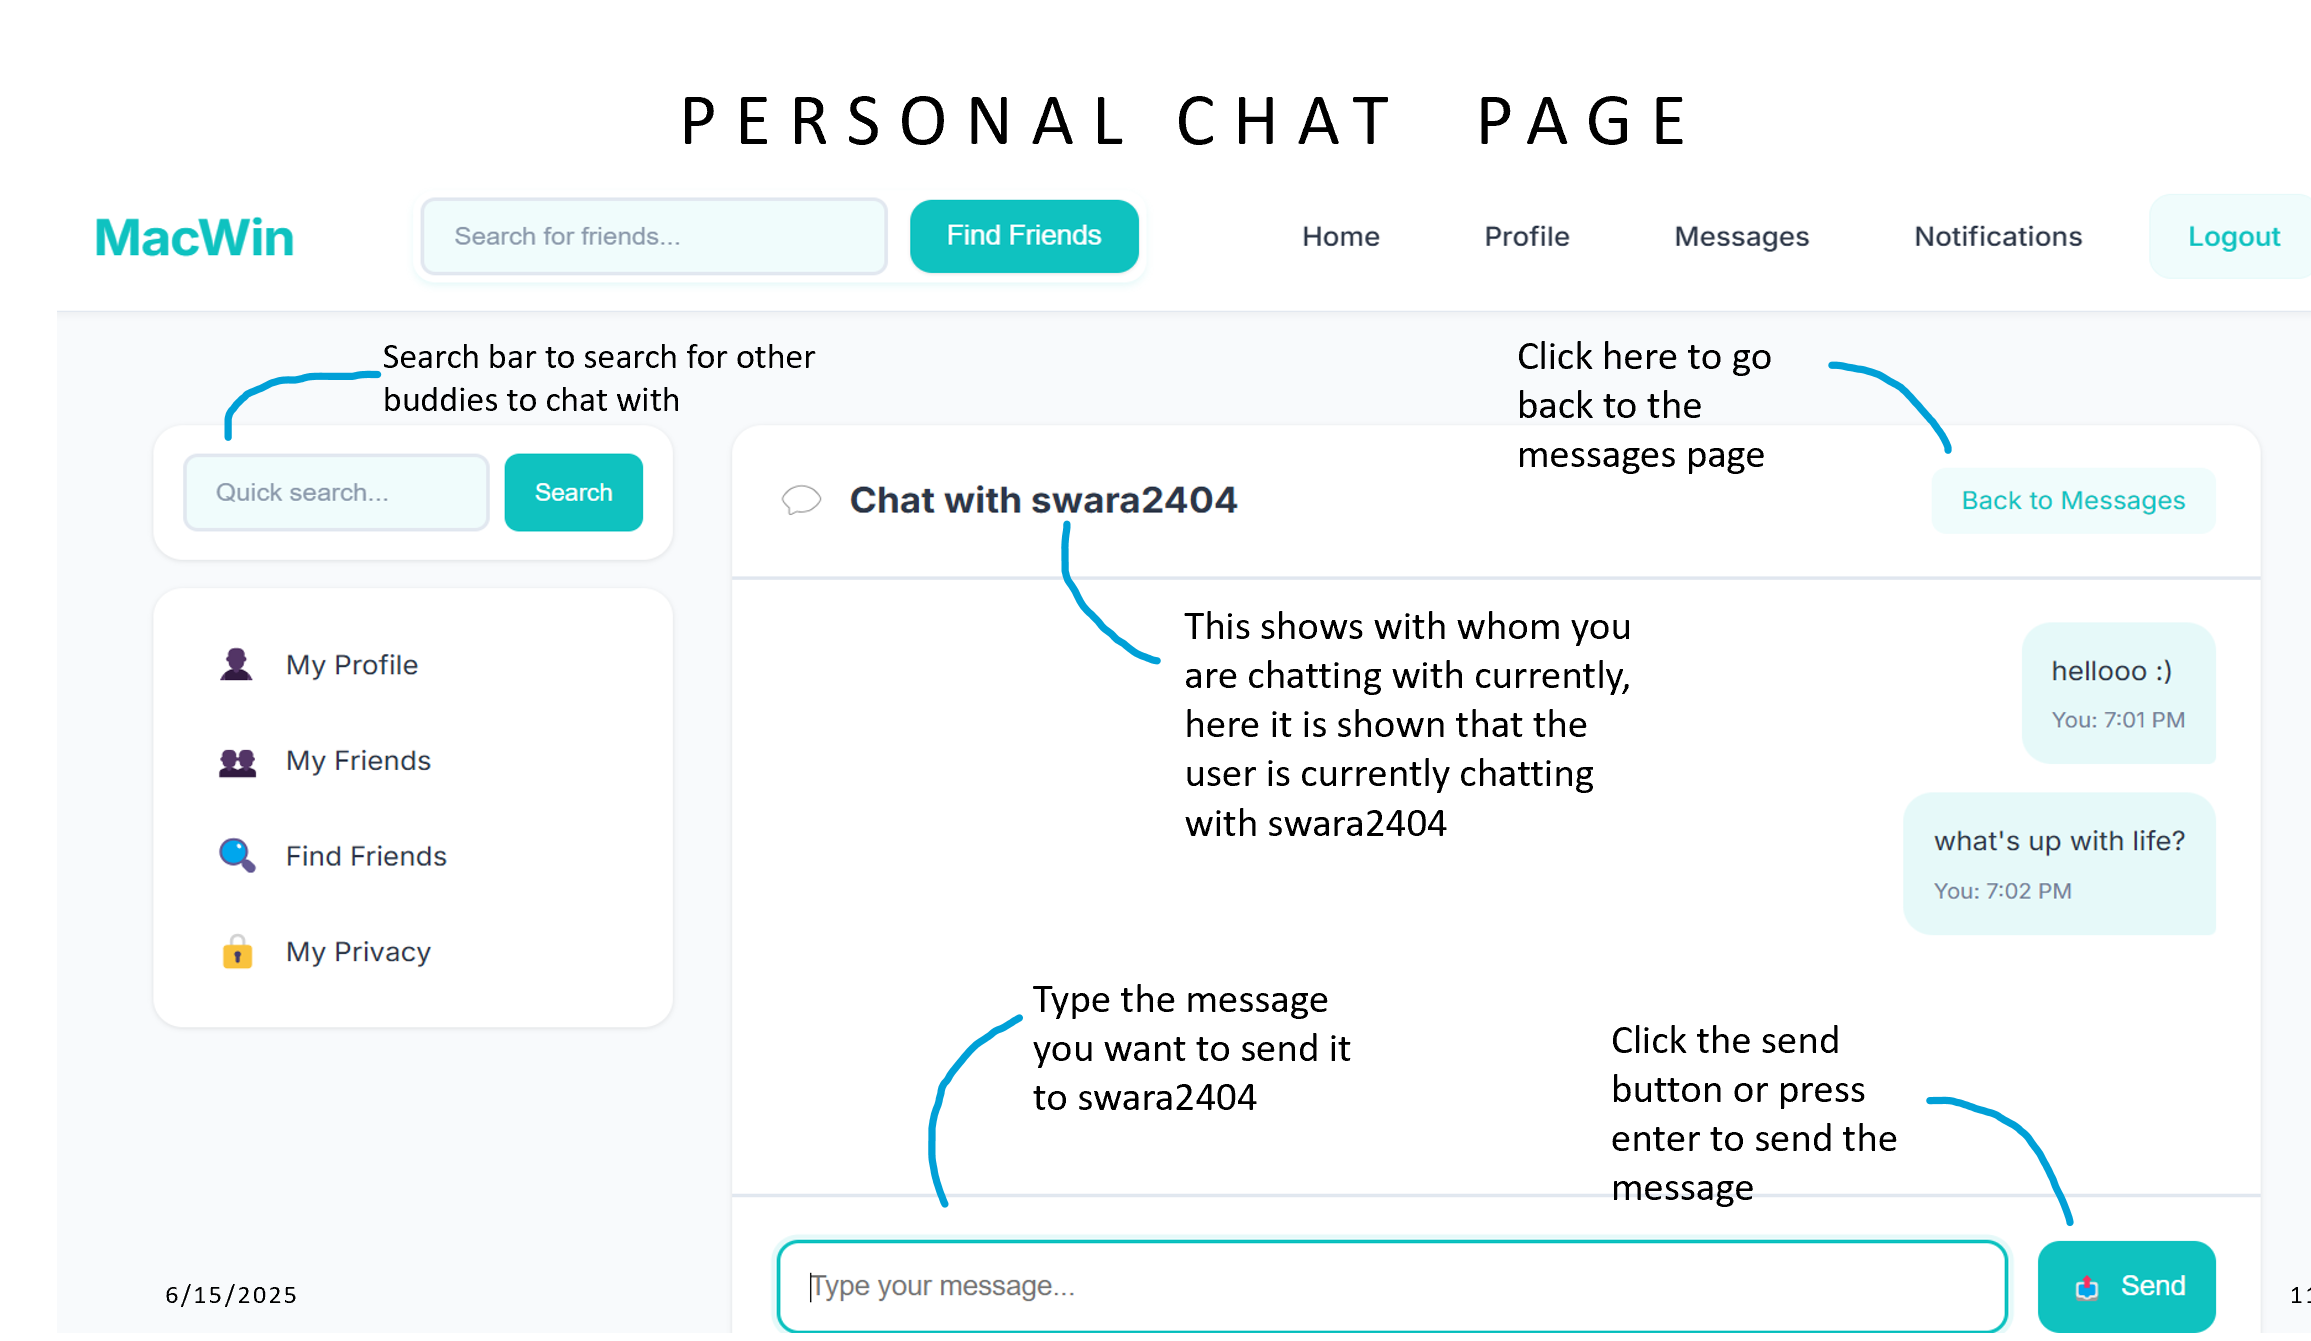 PERSONAL CHAT PAGE
MacWin
Search for friends...
Find Friends
Home
Profile
Messages
Notifications
Logout
Search bar to search for other
buddies to chat with
Click here to go
back to the
messages page
Quick search...
Search
Chat with swara2404
Back to Messages
My Profile
My Friends
Find Friends
My Privacy
This shows with whom you
are chatting with currently,
here it is shown that the
user is currently chatting
with swara2404
hellooo :)
You: 7:01 PM
what's up with life?
You: 7:02 PM
Type the message
you want to send it
to swara2404
Click the send
button or press
enter to send the
message
Type your message...
Send
6/15/2025
11